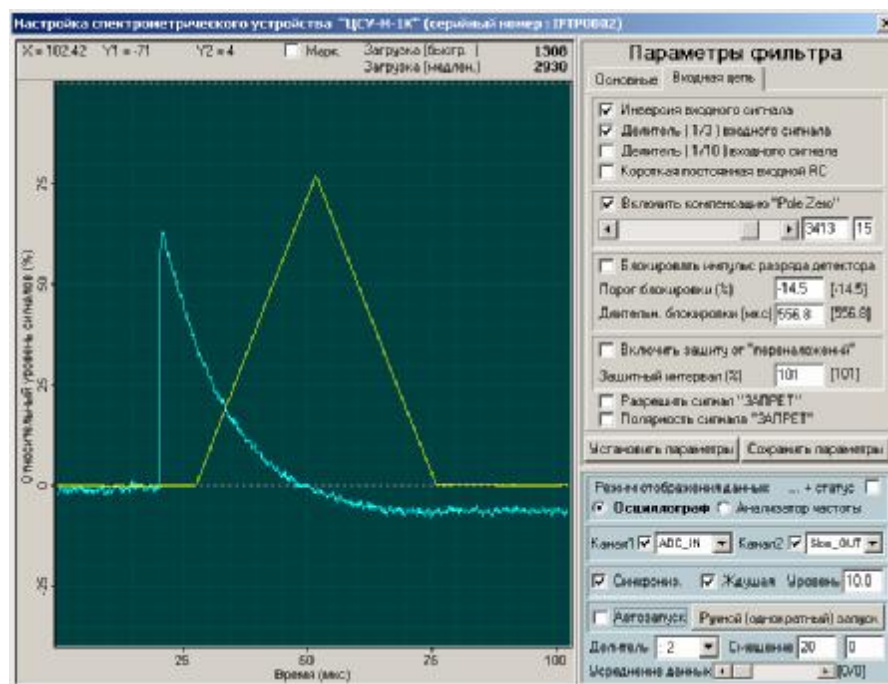 Настройка спектрометрического устройства "ЦСУ-Н-1К" (серийный номер : IFTP0002)
X = 102.42 Y1 = -71 Y2 = 4 Марк. Загрузка (быстр. ) 1308
Загрузка (медлен.) 2930
Относительный уровень сигналов (%)
75
50
25
0
-25
25 50 75 100
Время (мкс)
Параметры фильтра
Основные Входная цепь
Инверсия входного сигнала
Делитель ( 1/3 ) входного сигнала
Делитель ( 1/10 ) входного сигнала
Короткая постоянная входной RC
Включить компенсацию "Pole Zero"
3413 15
Блокировать импульс разряда детектора
Порог блокировки (%) -14.5 [-14.5]
Длительн. блокировки (мкс) 556.8 [556.8]
Включить защиту от "переналожений"
Защитный интервал (%) 101 [101]
Разрешить сигнал "ЗАПРЕТ"
Полярность сигнала "ЗАПРЕТ"
Установить параметры Сохранить параметры
Режим отображения данных ... + статус
Осциллограф Анализатор частоты
Канал1 ADC_IN Канал2 Slow_OUT
Синхрониз. Ждущая Уровень 10.0
Автозапуск Ручной (однократный) запуск
Делитель : 2 Смещение 20 0
Усреднение данных [0/0]